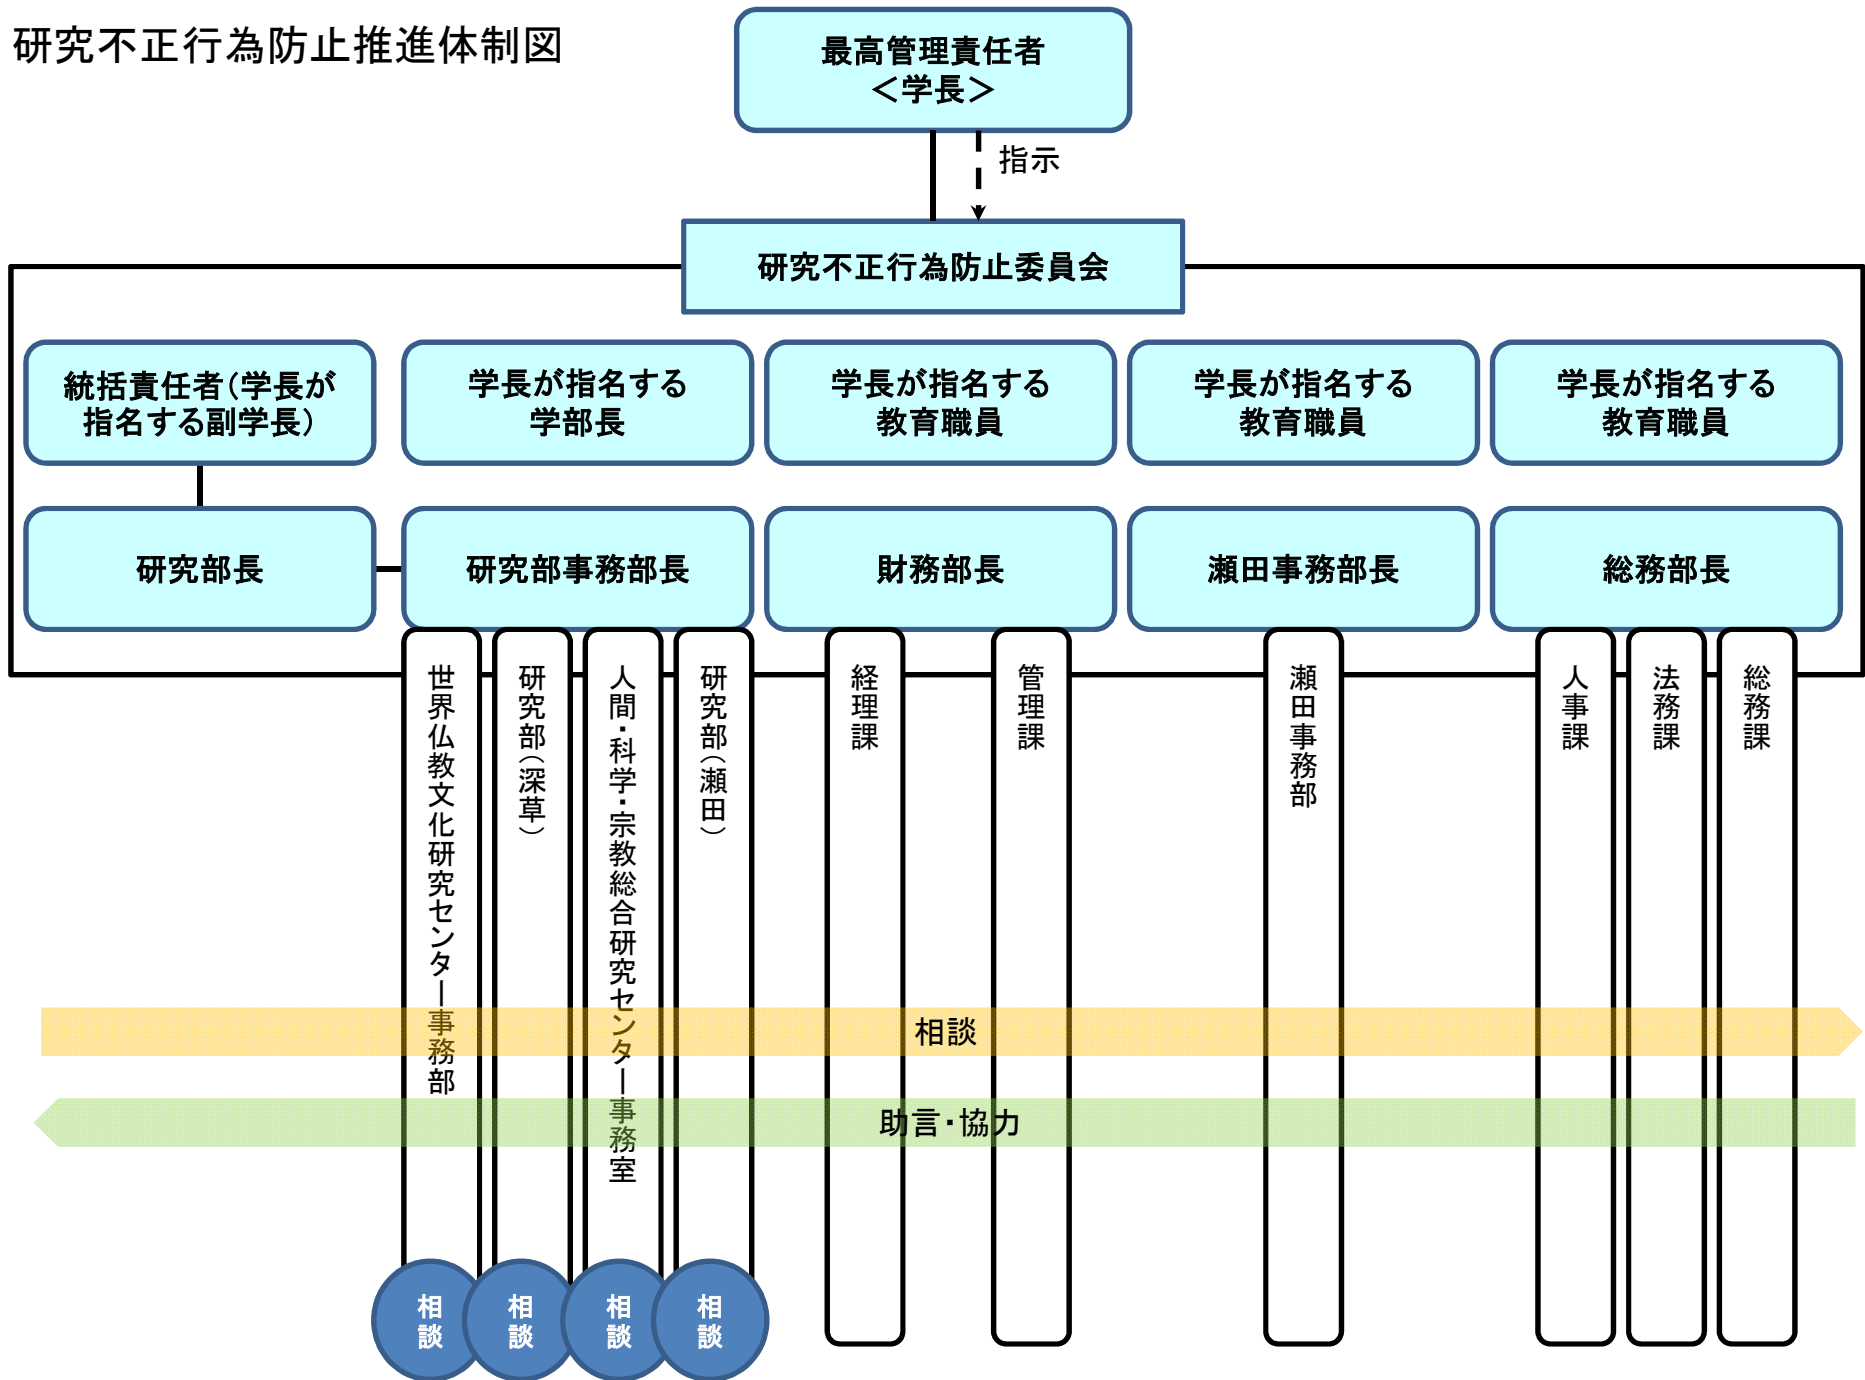 研究不正行為防止推進体制図
最高管理責任者
＜学長＞
指示
研究不正行為防止委員会
統括責任者（学長が
指名する副学長）
学長が指名する
学部長
学長が指名する
教育職員
学長が指名する
教育職員
学長が指名する
教育職員
研究部長
研究部事務部長
財務部長
瀬田事務部長
総務部長
世界仏教文化研究センター事務部
研究部（深草）
人間・科学・宗教総合研究センター事務室
研究部（瀬田）
経理課
管理課
瀬田事務部
人事課
法務課
総務課
相談
助言・協力
相談
相談
相談
相談